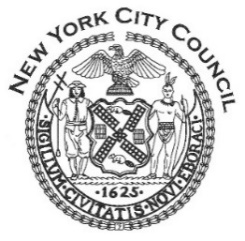 NEW YORK CITY COUNCIL
SIGILLUM·CIVITATIS·NOVI·EBORACI
·1625·